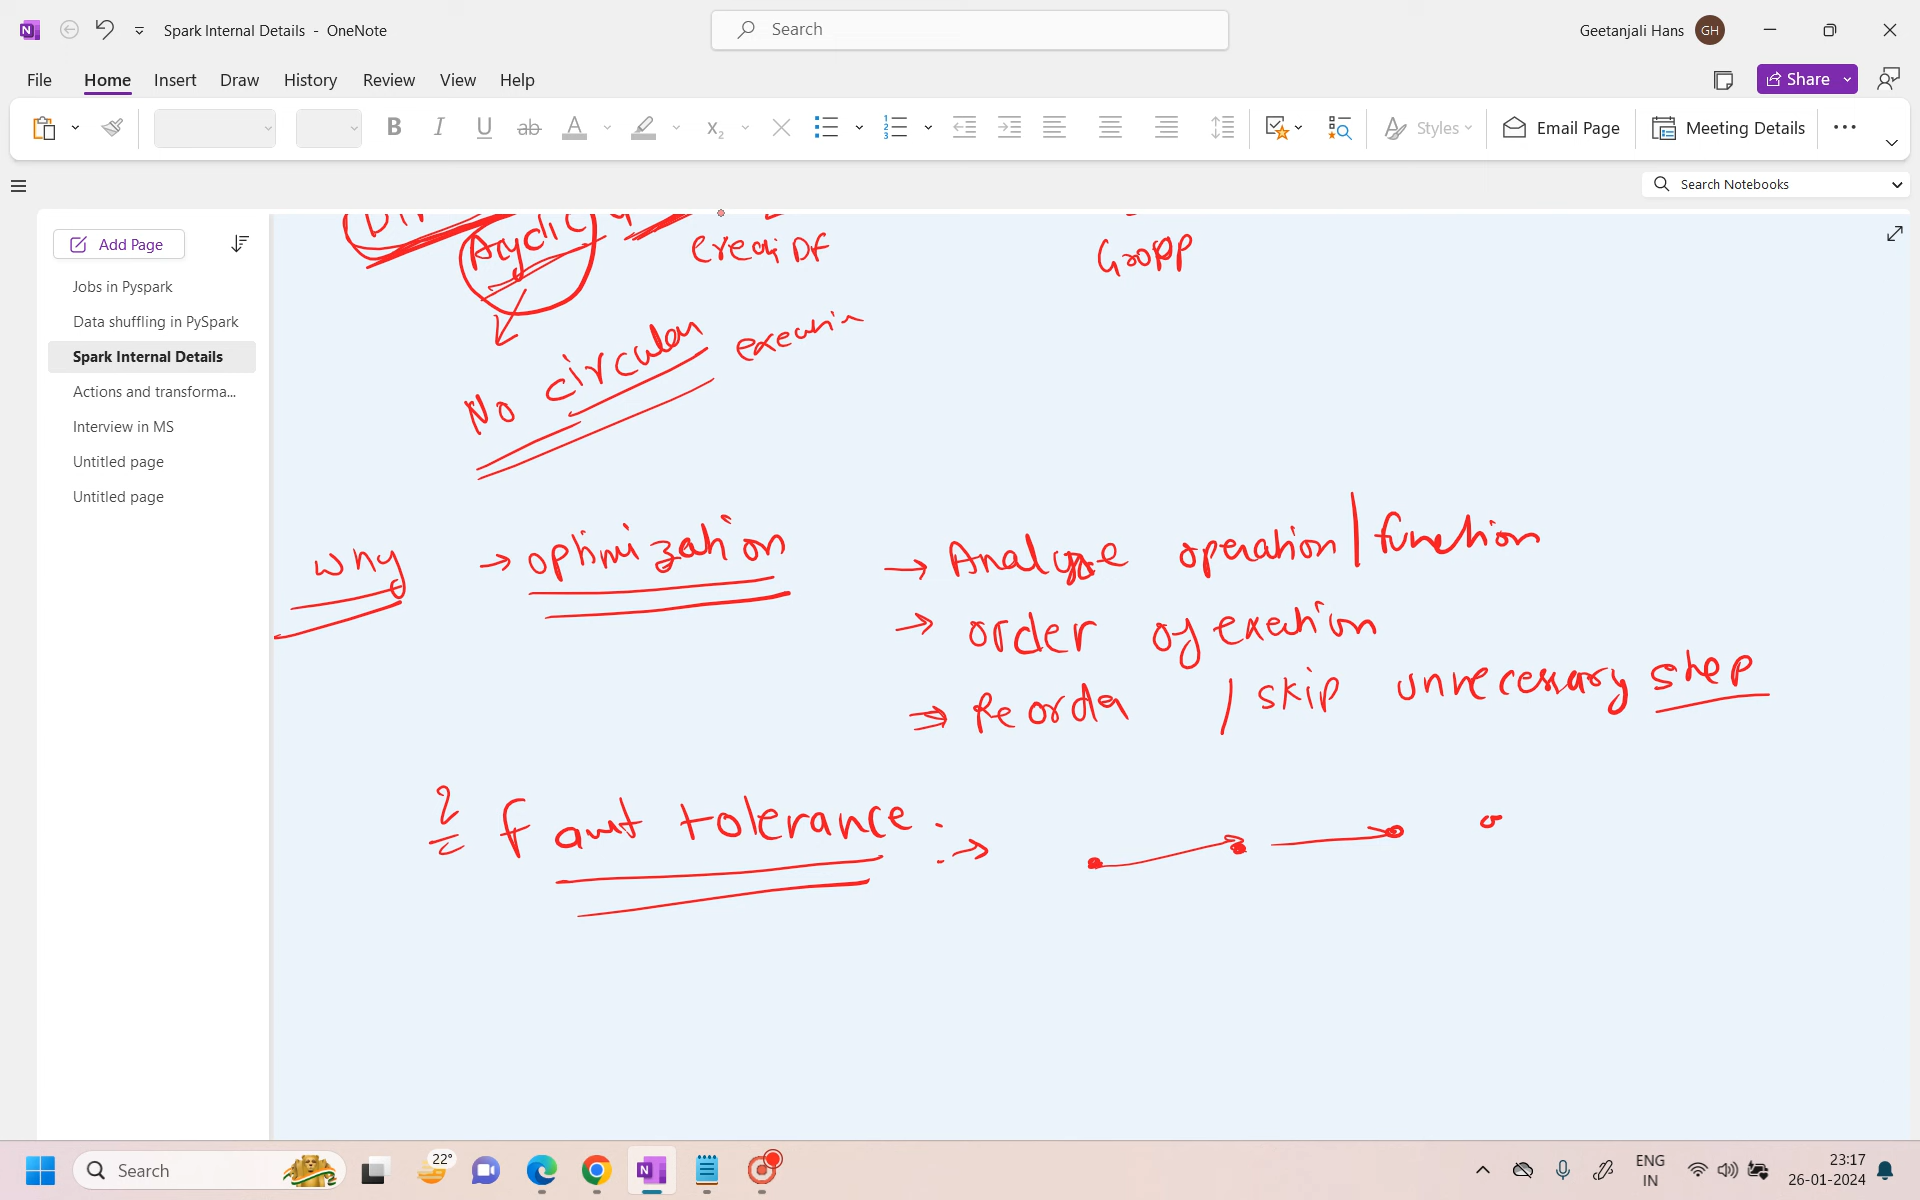 Spark Internal Details - OneNote
Search
Geetanjali Hans GH
File Home Insert Draw History Review View Help
Share
B I U ab A x₂ Styles Email Page Meeting Details
Search Notebooks
Add Page
Jobs in Pyspark
Data shuffling in PySpark
Spark Internal Details
Actions and transforma...
Interview in MS
Untitled page
Untitled page
Acyclic
DF
No circular
why → optimization → Analyze operation | function
→ order of execution
⇒ Reorder / skip unnecessary step
2 fault tolerance :->
Search
22°
ENG
IN
23:17
26-01-2024